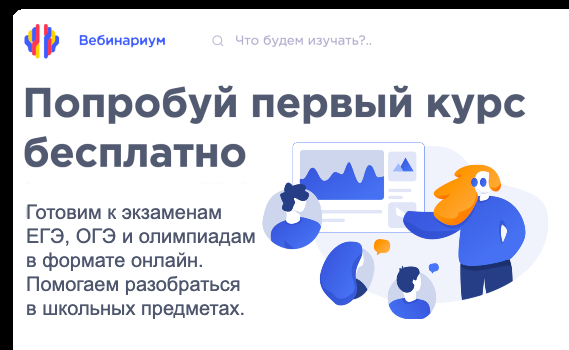 Вебинариум
Что будем изучать?..
Попробуй первый курс
бесплатно
Готовим к экзаменам
ЕГЭ, ОГЭ и олимпиадам
в формате онлайн.
Помогаем разобраться
в школьных предметах.